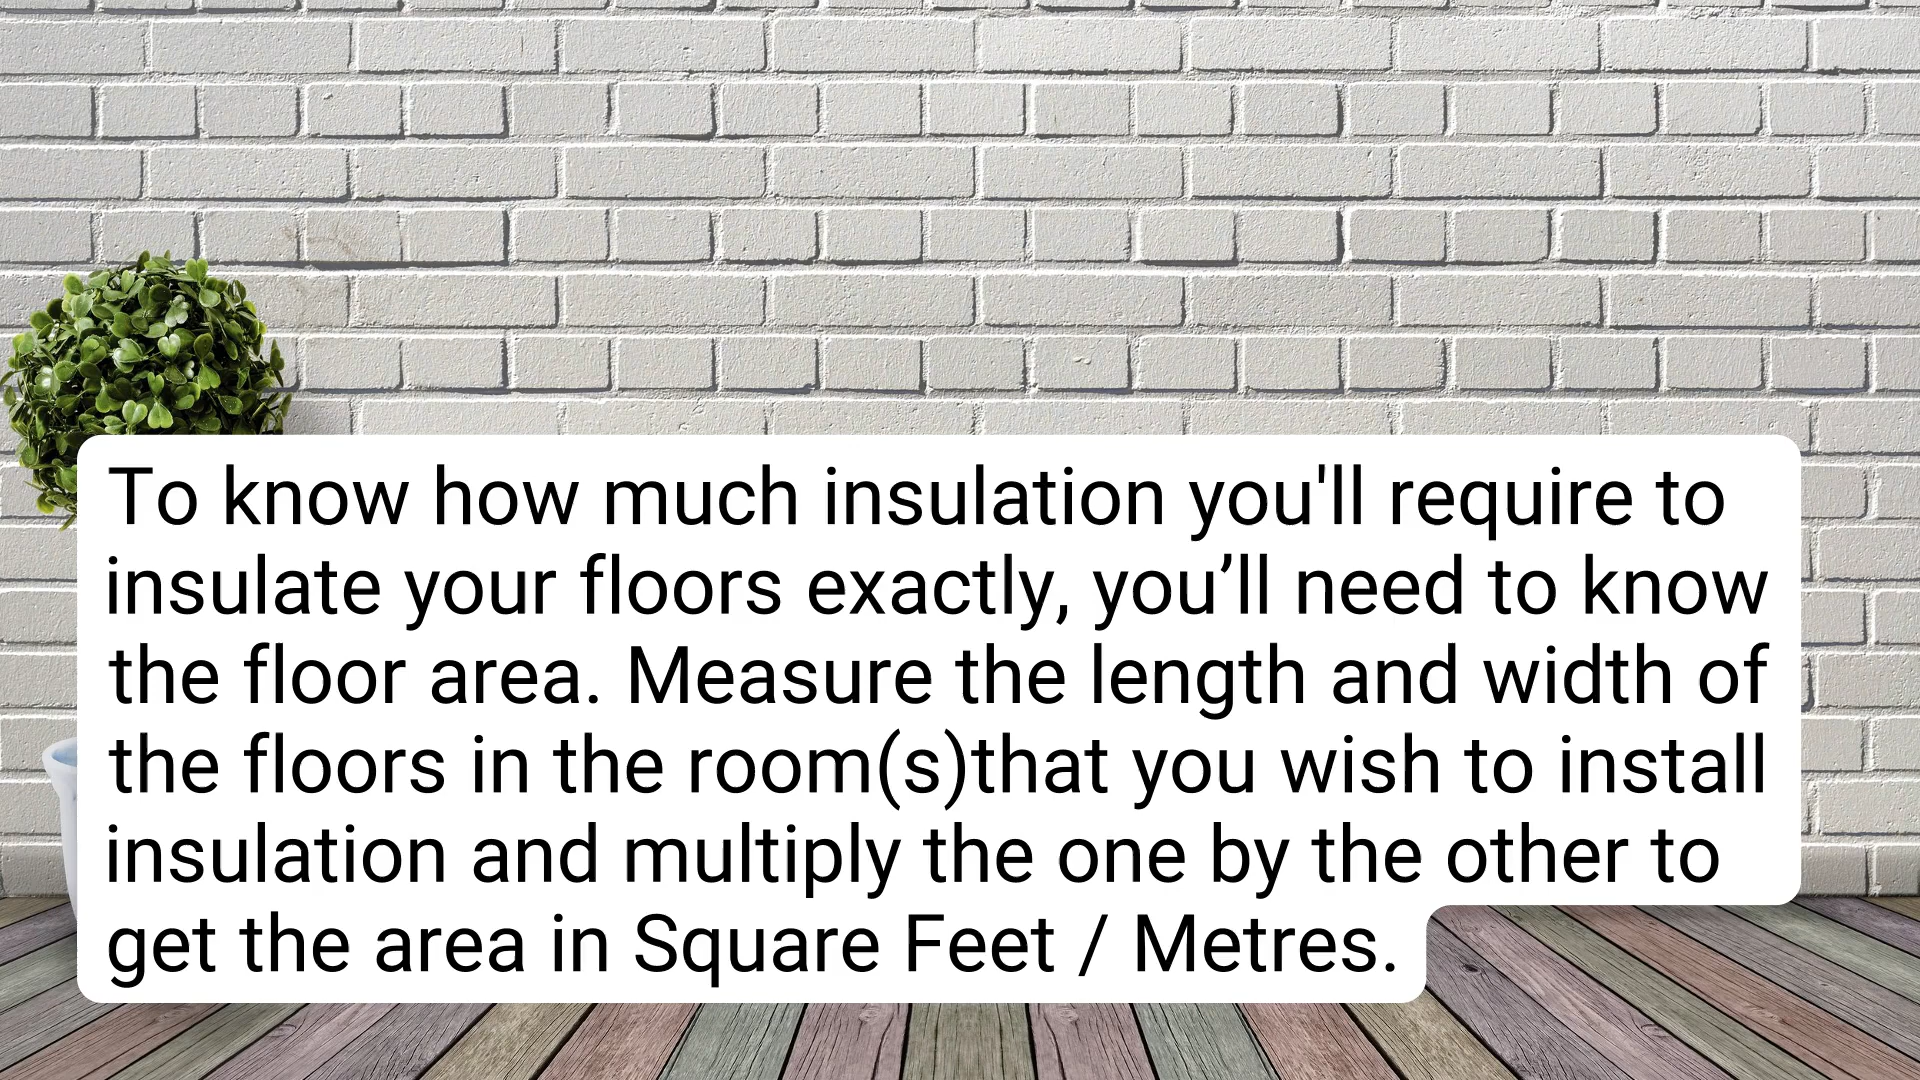 To know how much insulation you'll require to
insulate your floors exactly, you’ll need to know
the floor area. Measure the length and width of
the floors in the room(s)that you wish to install
insulation and multiply the one by the other to
get the area in Square Feet / Metres.